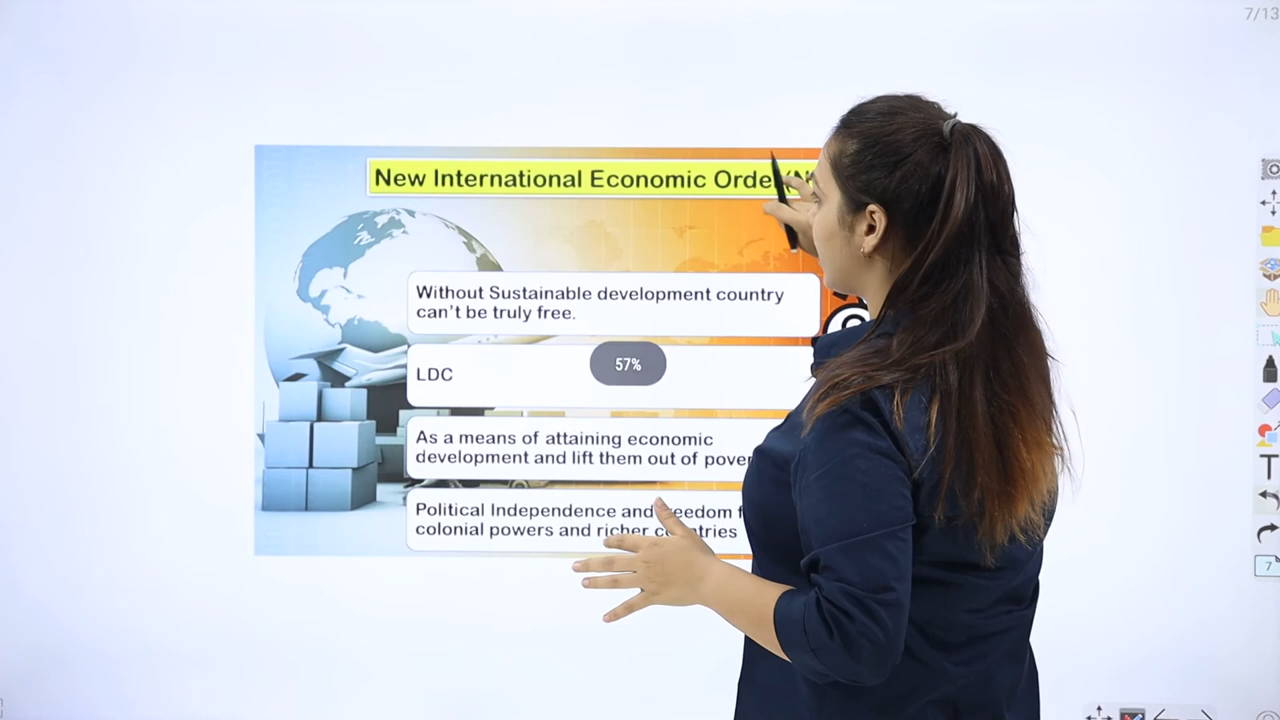 7/13
New International Economic Orde
Without Sustainable development country
can't be truly free.
57%
LDC
As a means of attaining economic
development and lift them out of
Political Independence and
colonial powers and richer
T
7